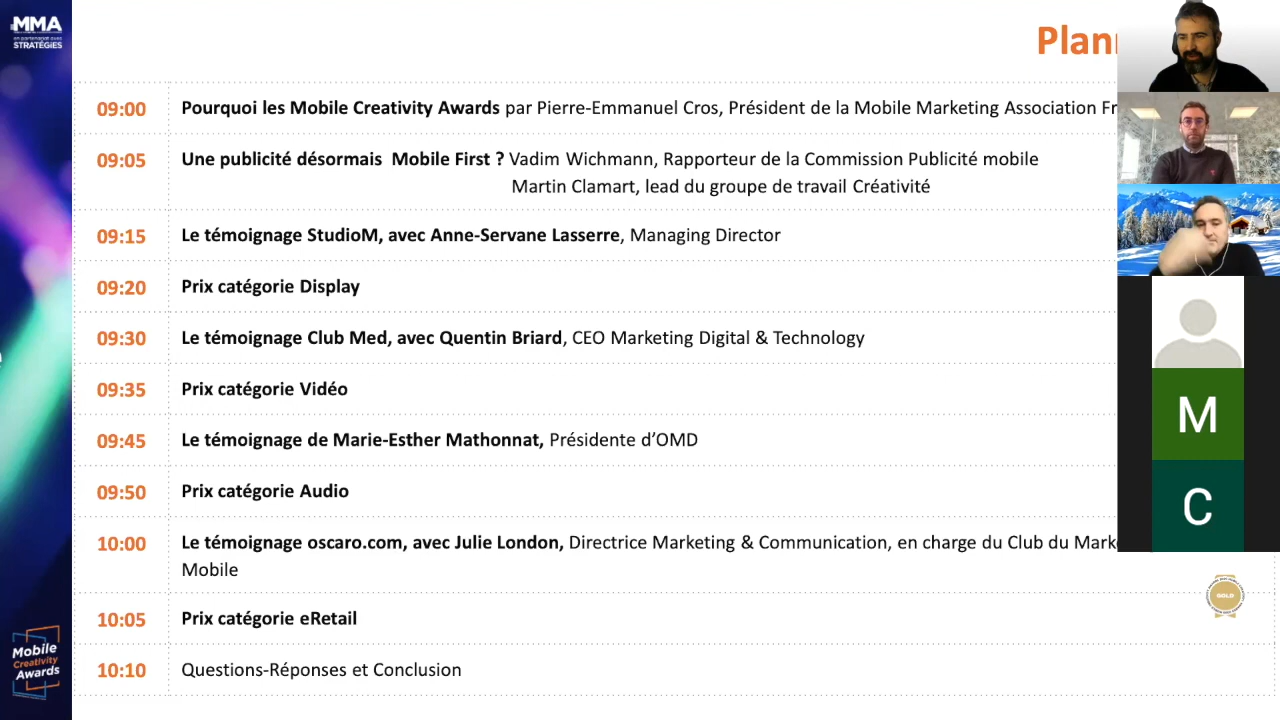 MMA
en partenariat avec
STRATÉGIES
09:00 Pourquoi les Mobile Creativity Awards par Pierre-Emmanuel Cros, Président de la Mobile Marketing Association
09:05 Une publicité désormais Mobile First ? Vadim Wichmann, Rapporteur de la Commission Publicité mobile
Martin Clamart, lead du groupe de travail Créativité
09:15 Le témoignage StudioM, avec Anne-Servane Lasserre, Managing Director
09:20 Prix catégorie Display
09:30 Le témoignage Club Med, avec Quentin Briard, CEO Marketing Digital & Technology
09:35 Prix catégorie Vidéo
09:45 Le témoignage de Marie-Esther Mathonnat, Présidente d’OMD
09:50 Prix catégorie Audio
10:00 Le témoignage oscaro.com, avec Julie London, Directrice Marketing & Communication, en charge du Club du
Mobile
10:05 Prix catégorie eRetail
10:10 Questions-Réponses et Conclusion
M
C
GOLD
Mobile
Creativity
Awards